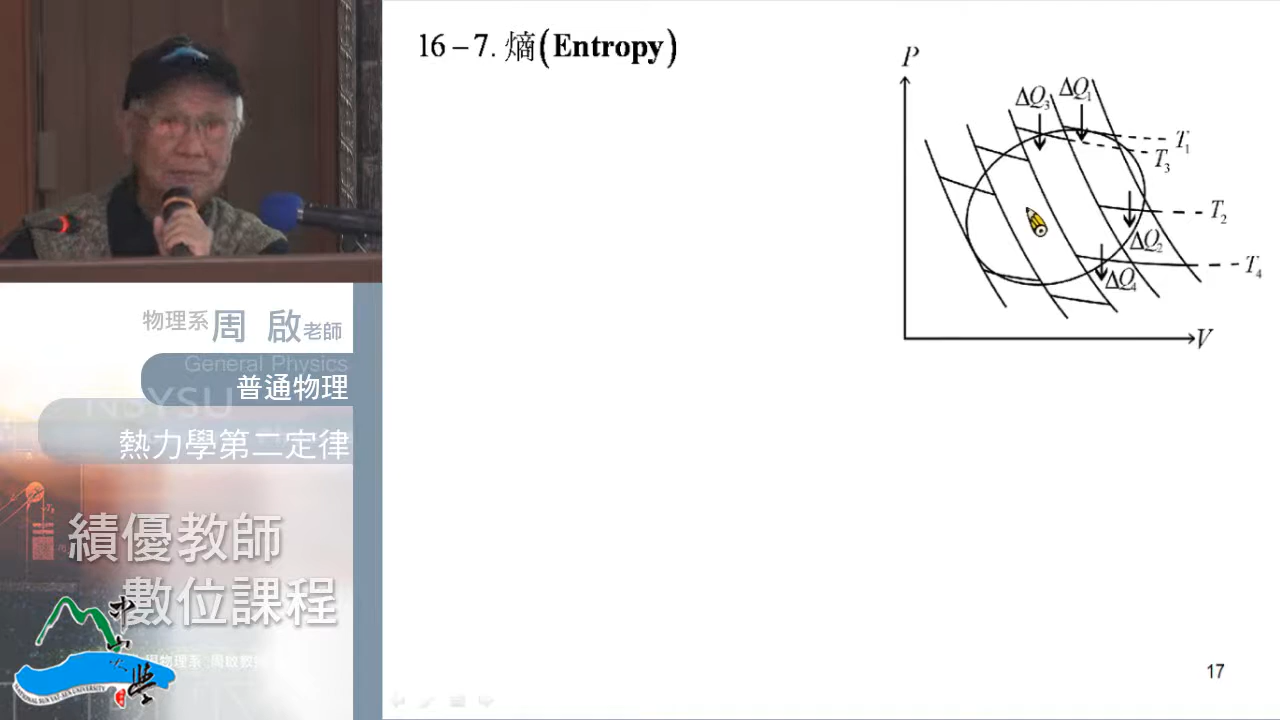 16–7. 熵(Entropy)
P
ΔQ₃
ΔQ₁
T₁
T₃
T₂
ΔQ₂
T₄
ΔQ₄
V
物理系周 啟老師
General Physics
普通物理
NSYSU
熱力學第二定律
績優教師
數位課程
17